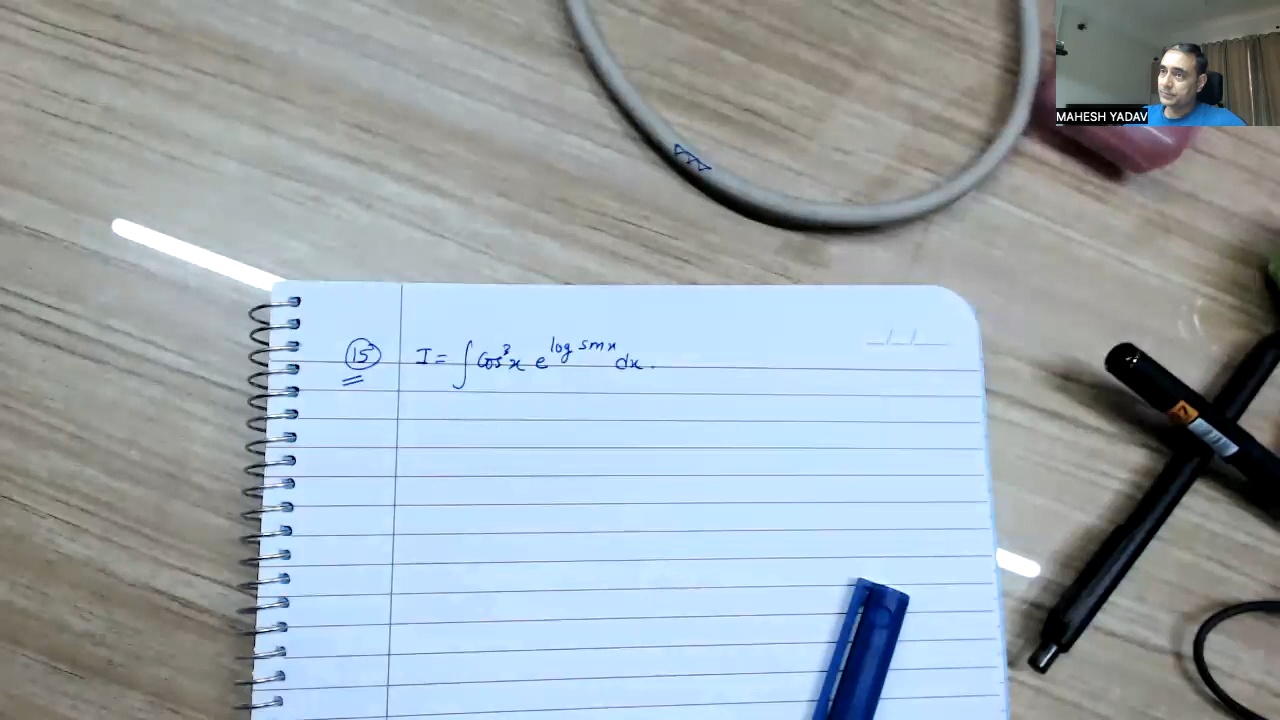 MAHESH YADAV
15 I = ∫ Cos³x e^{log sinx} dx.